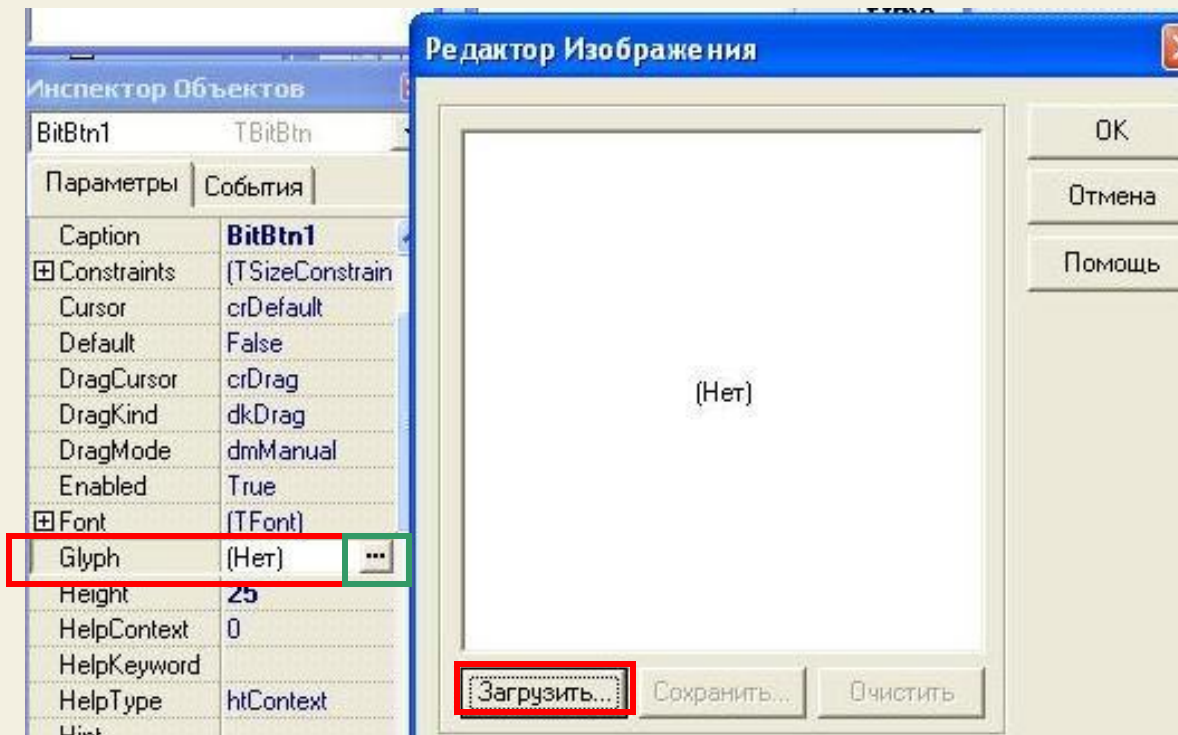 Инспектор Объектов
BitBtn1 TBitBtn
Параметры События
Caption BitBtn1
Constraints (TSizeConstrain
Cursor crDefault
Default False
DragCursor crDrag
DragKind dkDrag
DragMode dmManual
Enabled True
Font (TFont)
Glyph (Нет) ...
Height 25
HelpContext 0
HelpKeyword
HelpType htContext
Hint
Редактор Изображения
(Нет)
Загрузить... Сохранить... Очистить
OK
Отмена
Помощь